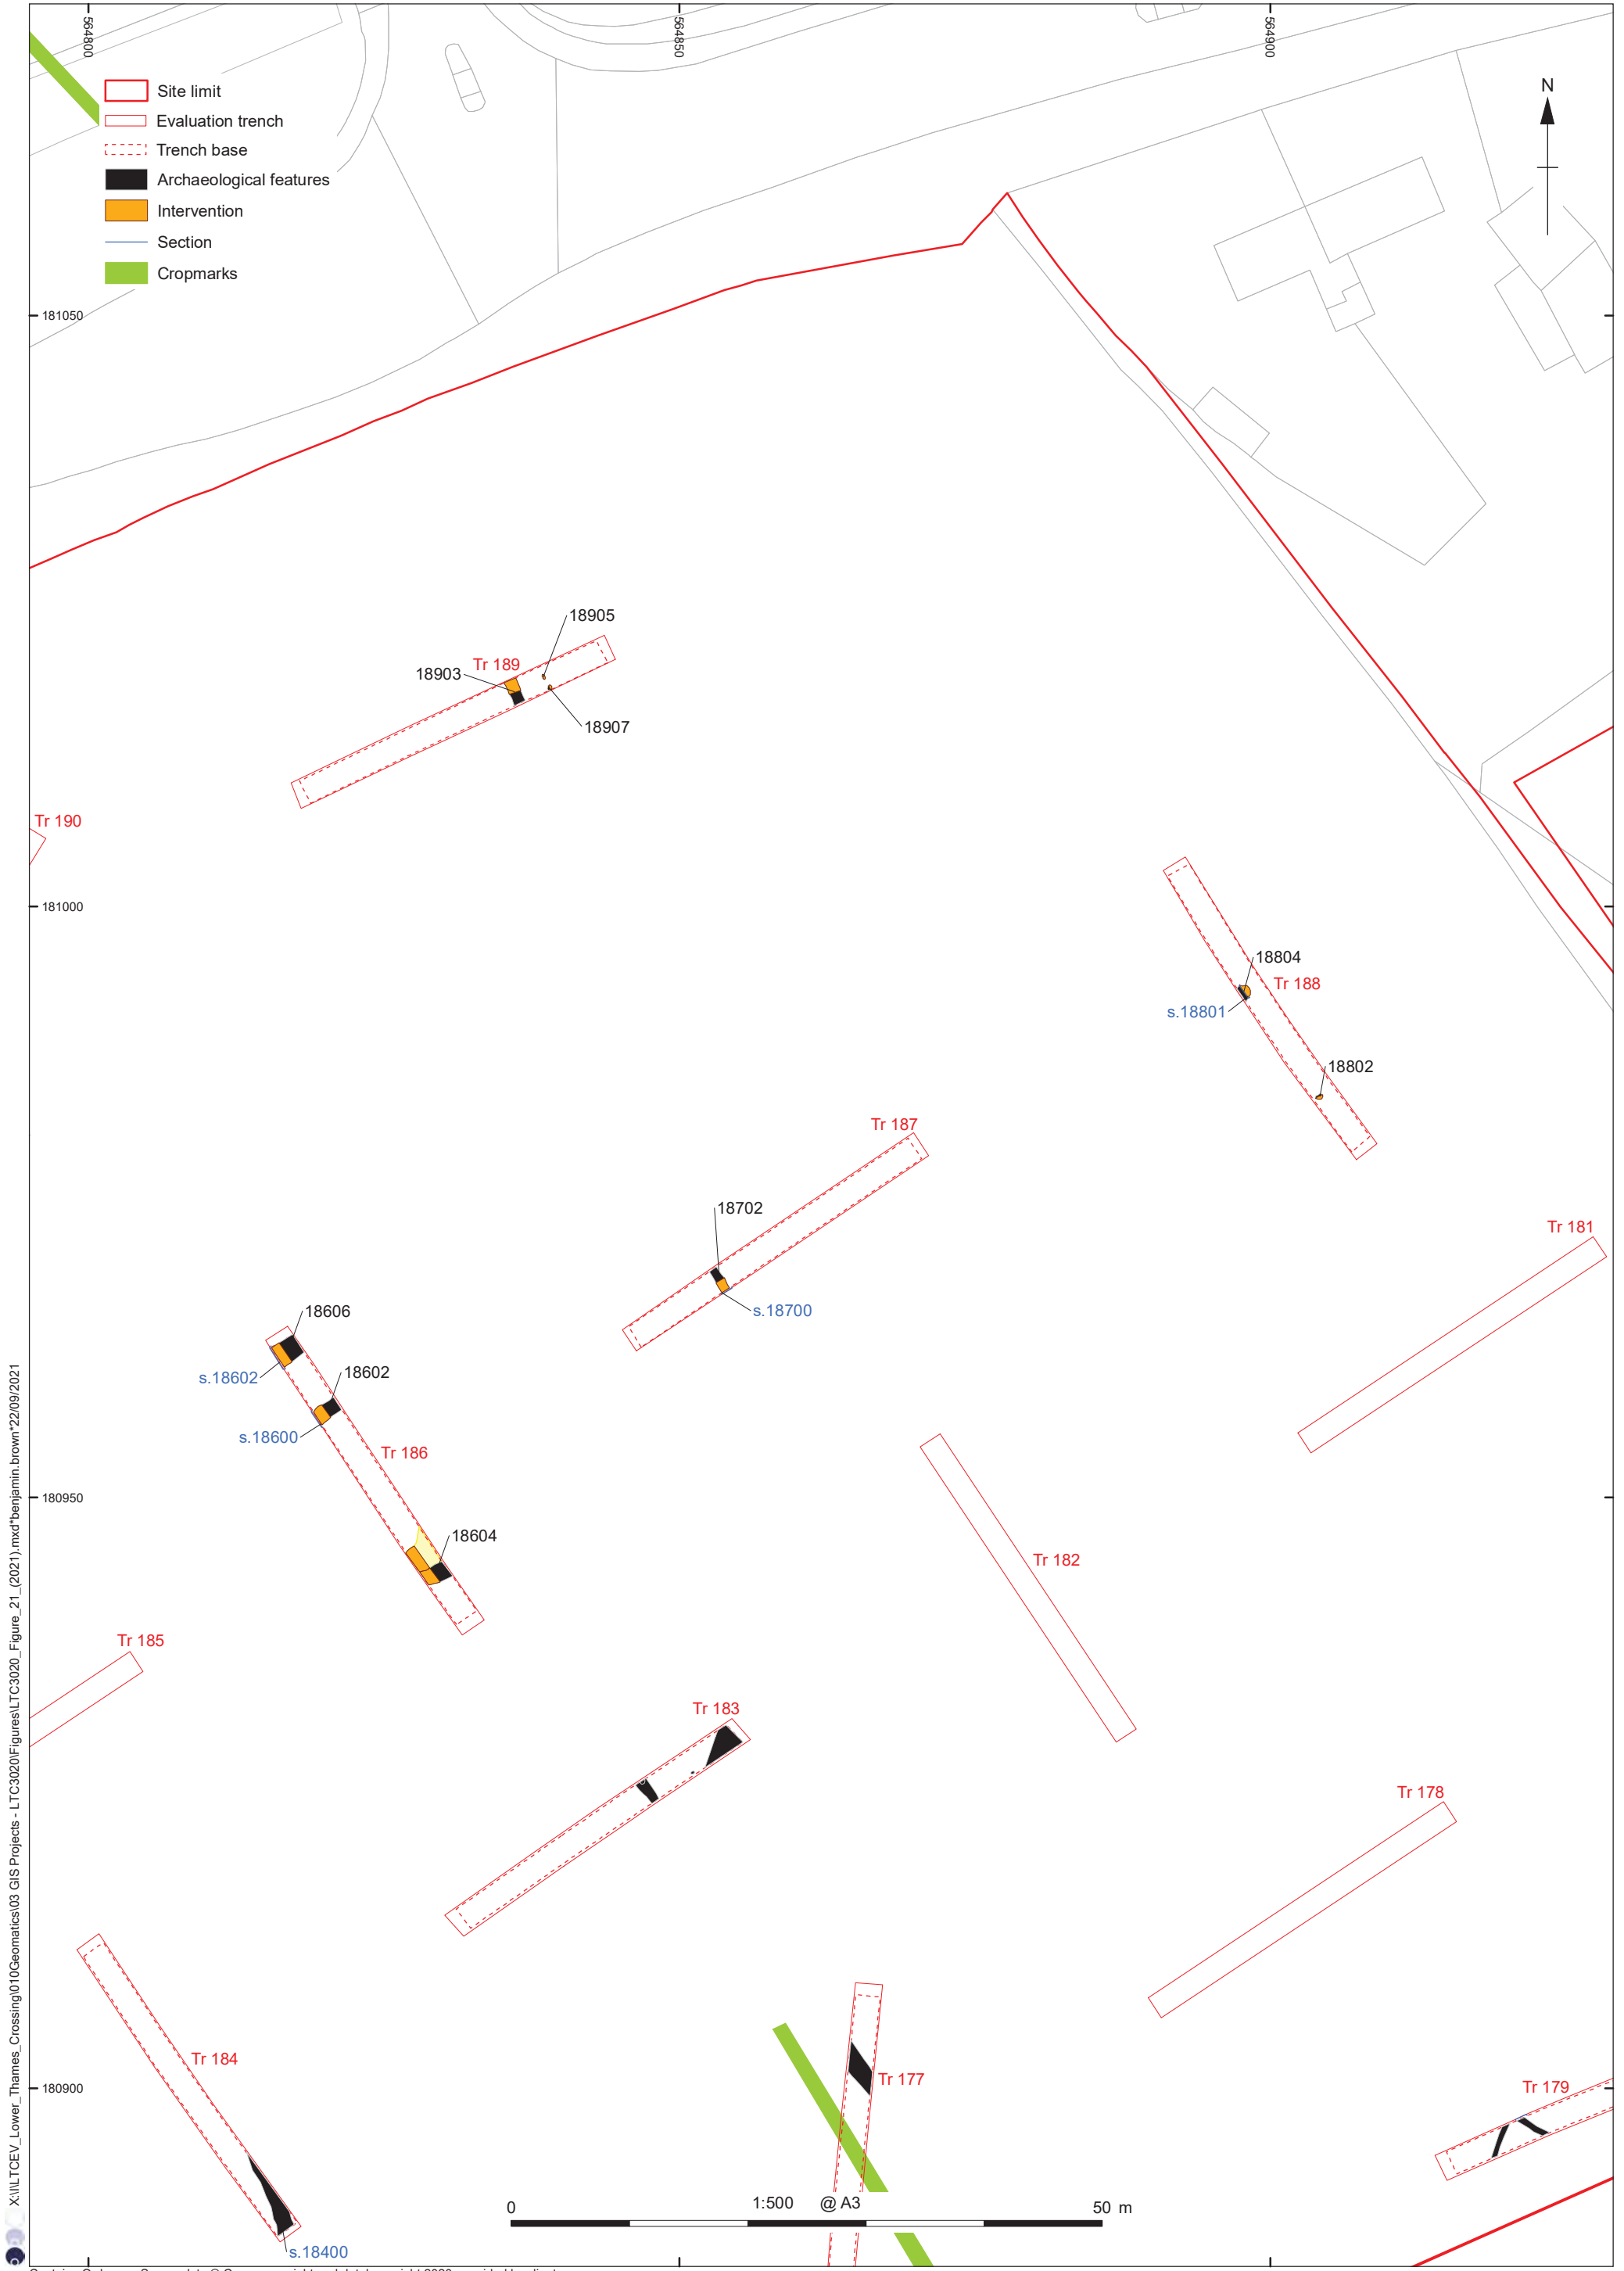 564800
564850
564900
N
Site limit
Evaluation trench
Trench base
Archaeological features
Intervention
Section
Cropmarks
181050
18905
Tr 189
18903
18907
Tr 190
181000
18804
Tr 188
s.18801
18802
Tr 187
18702
Tr 181
s.18700
18606
18602
s.18602
s.18600
Tr 186
180950
18604
Tr 182
Tr 185
Tr 183
Tr 178
Tr 184
Tr 177
Tr 179
180900
0 1:500 @ A3 50 m
s.18400
X:\l\LTCEV_Lower_Thames_Crossing\010Geomatics\03 GIS Projects - LTC3020\Figures\LTC3020_Figure_21_(2021).mxd*benjamin.brown*22/09/2021